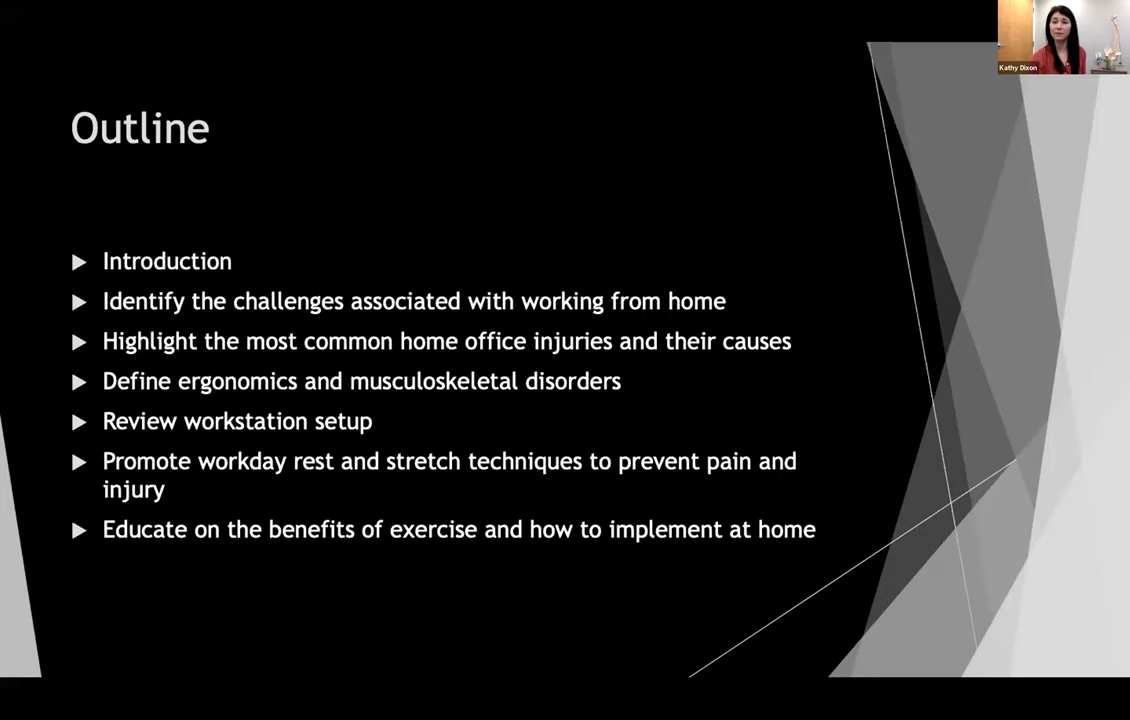 Kathy Dixon
Outline
Introduction
Identify the challenges associated with working from home
Highlight the most common home office injuries and their causes
Define ergonomics and musculoskeletal disorders
Review workstation setup
Promote workday rest and stretch techniques to prevent pain and
injury
Educate on the benefits of exercise and how to implement at home